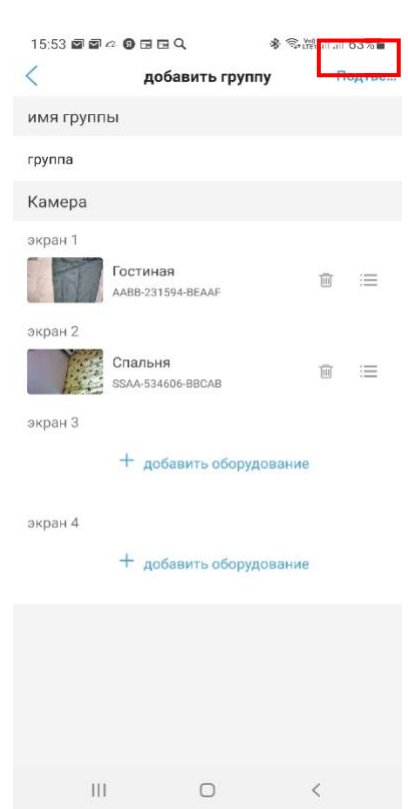 15:53 63%
добавить группу
имя группы
группа
Камера
экран 1
Гостиная
AABB-231594-BEAAF
экран 2
Спальня
SSAA-534606-BBCAB
экран 3
+ добавить оборудование
экран 4
+ добавить оборудование